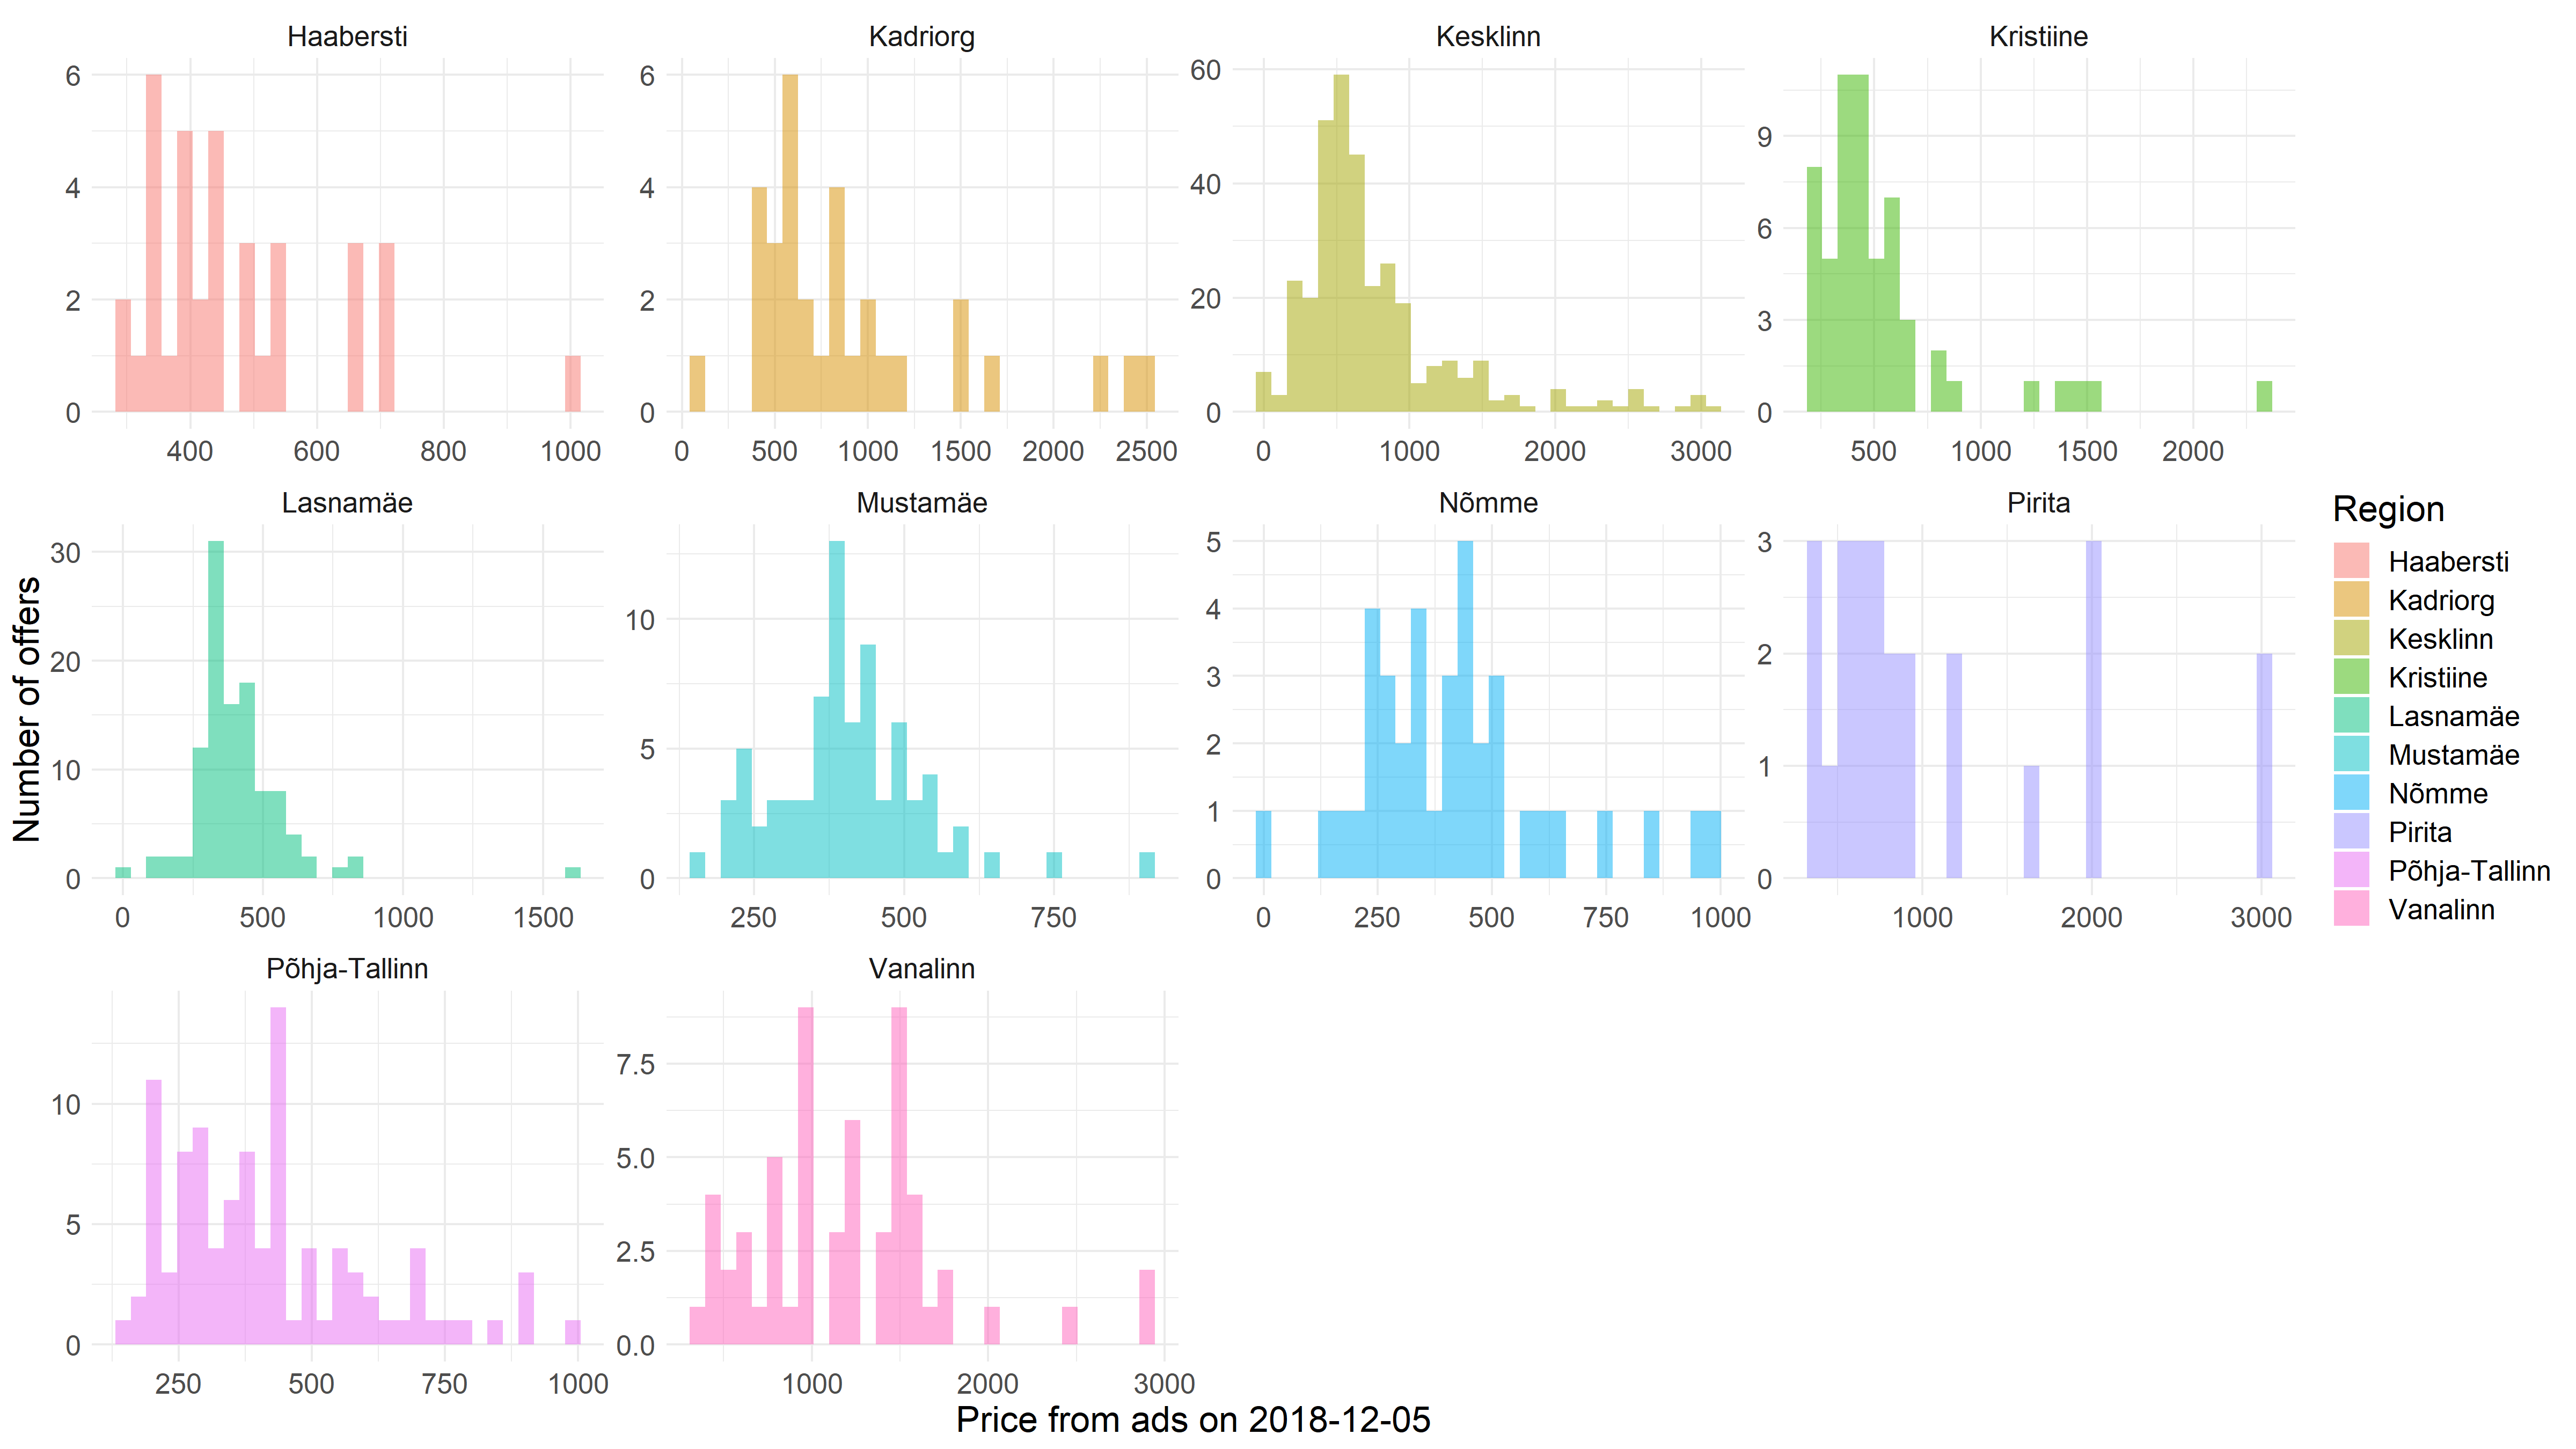 Haabersti
Kadriorg
Kesklinn
Kristiine
6
4
2
0
400 600 800 1000
6
4
2
0
0 500 1000 1500 2000 2500
60
40
20
0
0 1000 2000 3000
9
6
3
0
500 1000 1500 2000
Lasnamäe
Mustamäe
Nõmme
Pirita
Number of offers
30
20
10
0
0 500 1000 1500
10
5
0
250 500 750
5
4
3
2
1
0
0 250 500 750 1000
3
2
1
0
1000 2000 3000
Region
Haabersti
Kadriorg
Kesklinn
Kristiine
Lasnamäe
Mustamäe
Nõmme
Pirita
Põhja-Tallinn
Vanalinn
Põhja-Tallinn
Vanalinn
10
5
0
250 500 750 1000
7.5
5.0
2.5
0.0
1000 2000 3000
Price from ads on 2018-12-05